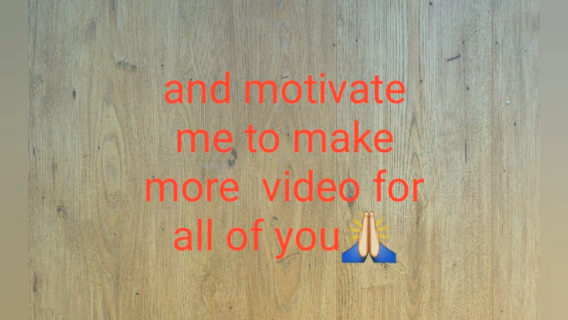 and motivate
me to make
more  video for
all of you🙏